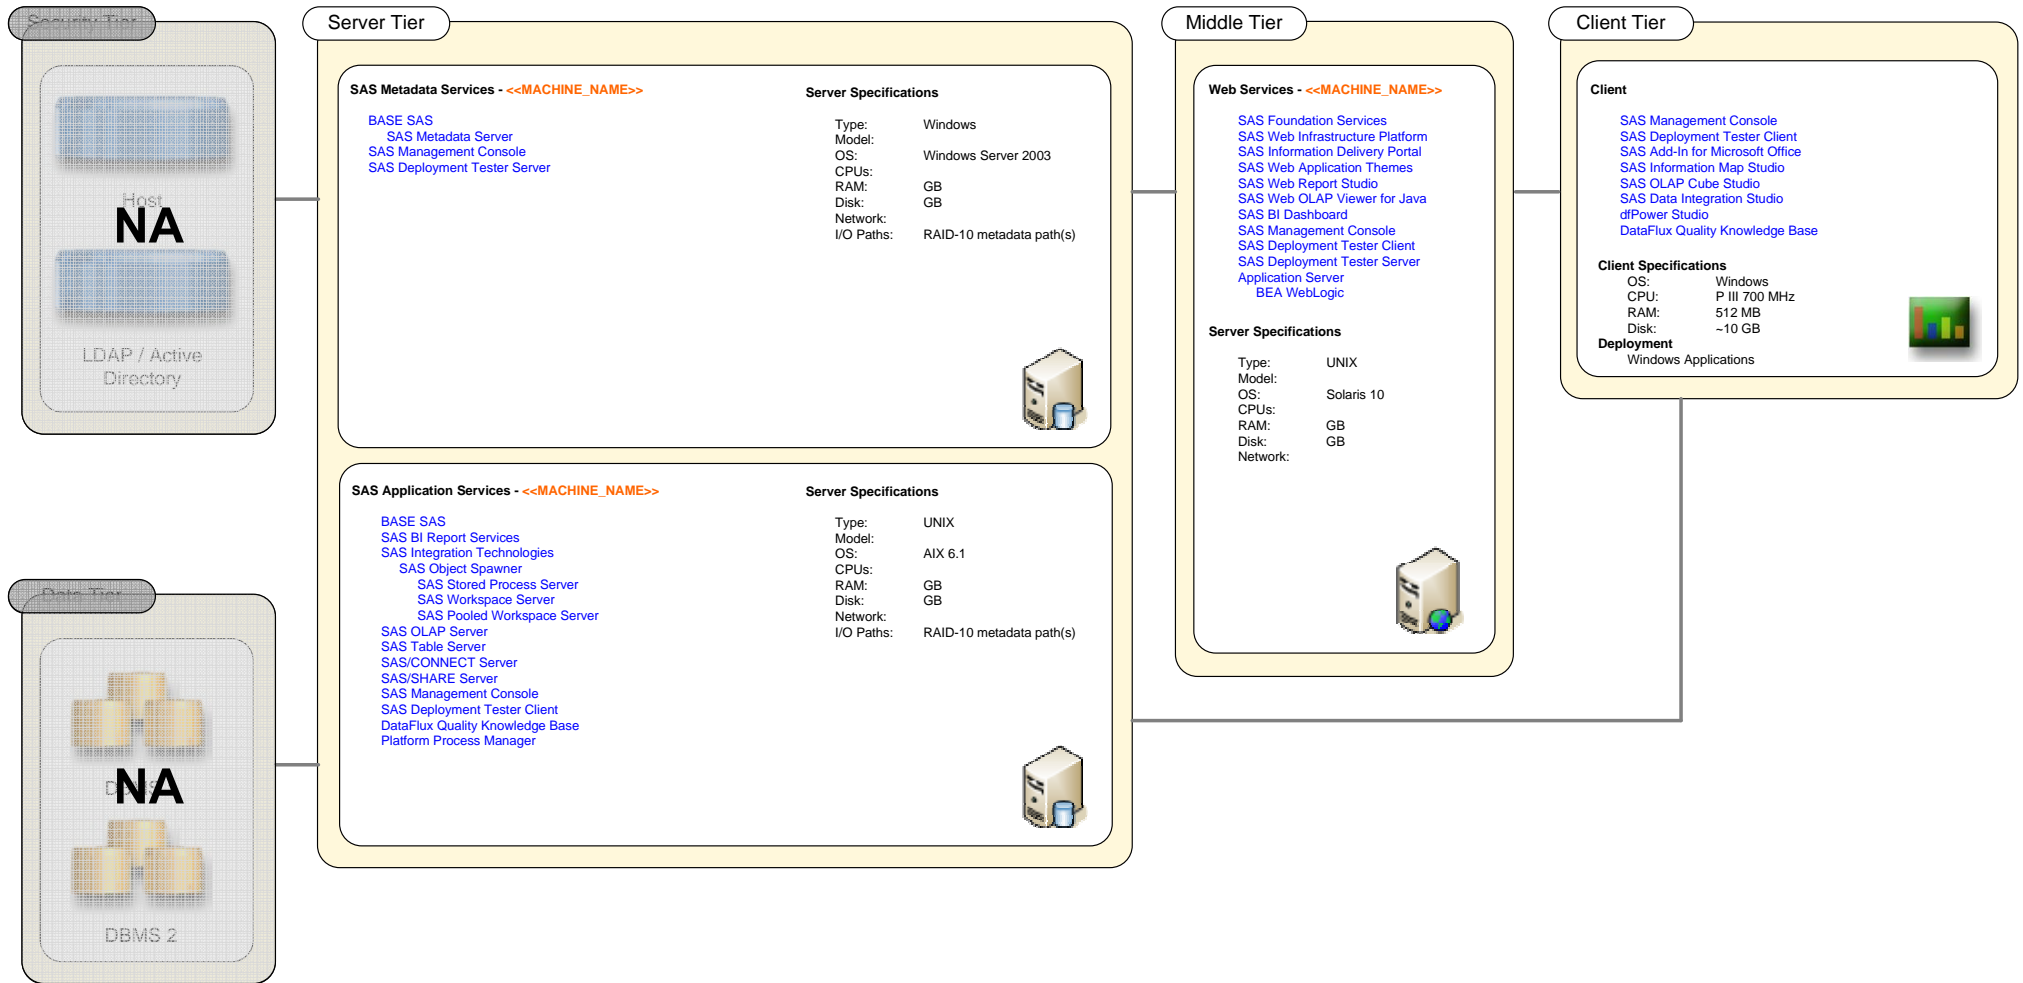 Security Tier
Host
NA
LDAP / Active
Directory
Data Tier
NA
DBMS 2
Server Tier
SAS Metadata Services - <<MACHINE_NAME>>
BASE SAS
SAS Metadata Server
SAS Management Console
SAS Deployment Tester Server
Server Specifications
Type: Windows
Model:
OS: Windows Server 2003
CPUs:
RAM: GB
Disk: GB
Network:
I/O Paths: RAID-10 metadata path(s)
SAS Application Services - <<MACHINE_NAME>>
BASE SAS
SAS BI Report Services
SAS Integration Technologies
SAS Object Spawner
SAS Stored Process Server
SAS Workspace Server
SAS Pooled Workspace Server
SAS OLAP Server
SAS Table Server
SAS/CONNECT Server
SAS/SHARE Server
SAS Management Console
SAS Deployment Tester Client
DataFlux Quality Knowledge Base
Platform Process Manager
Server Specifications
Type: UNIX
Model:
OS: AIX 6.1
CPUs:
RAM: GB
Disk: GB
Network:
I/O Paths: RAID-10 metadata path(s)
Middle Tier
Web Services - <<MACHINE_NAME>>
SAS Foundation Services
SAS Web Infrastructure Platform
SAS Information Delivery Portal
SAS Web Application Themes
SAS Web Report Studio
SAS Web OLAP Viewer for Java
SAS BI Dashboard
SAS Management Console
SAS Deployment Tester Client
SAS Deployment Tester Server
Application Server
BEA WebLogic
Server Specifications
Type: UNIX
Model:
OS: Solaris 10
CPUs:
RAM: GB
Disk: GB
Network:
Client Tier
Client
SAS Management Console
SAS Deployment Tester Client
SAS Add-In for Microsoft Office
SAS Information Map Studio
SAS OLAP Cube Studio
SAS Data Integration Studio
dfPower Studio
DataFlux Quality Knowledge Base
Client Specifications
OS: Windows
CPU: P III 700 MHz
RAM: 512 MB
Disk: ~10 GB
Deployment
Windows Applications